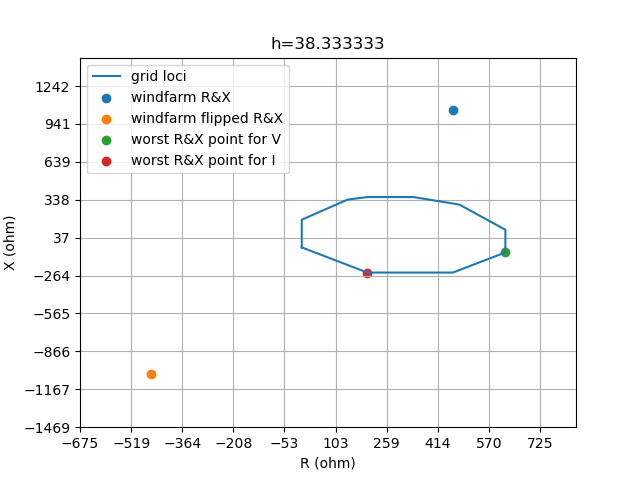 h=38.333333
grid loci
windfarm R&X
windfarm flipped R&X
worst R&X point for V
worst R&X point for I
1242
941
639
338
37
−264
−565
−866
−1167
−1469
X (ohm)
−675 −519 −364 −208 −53 103 259 414 570 725
R (ohm)